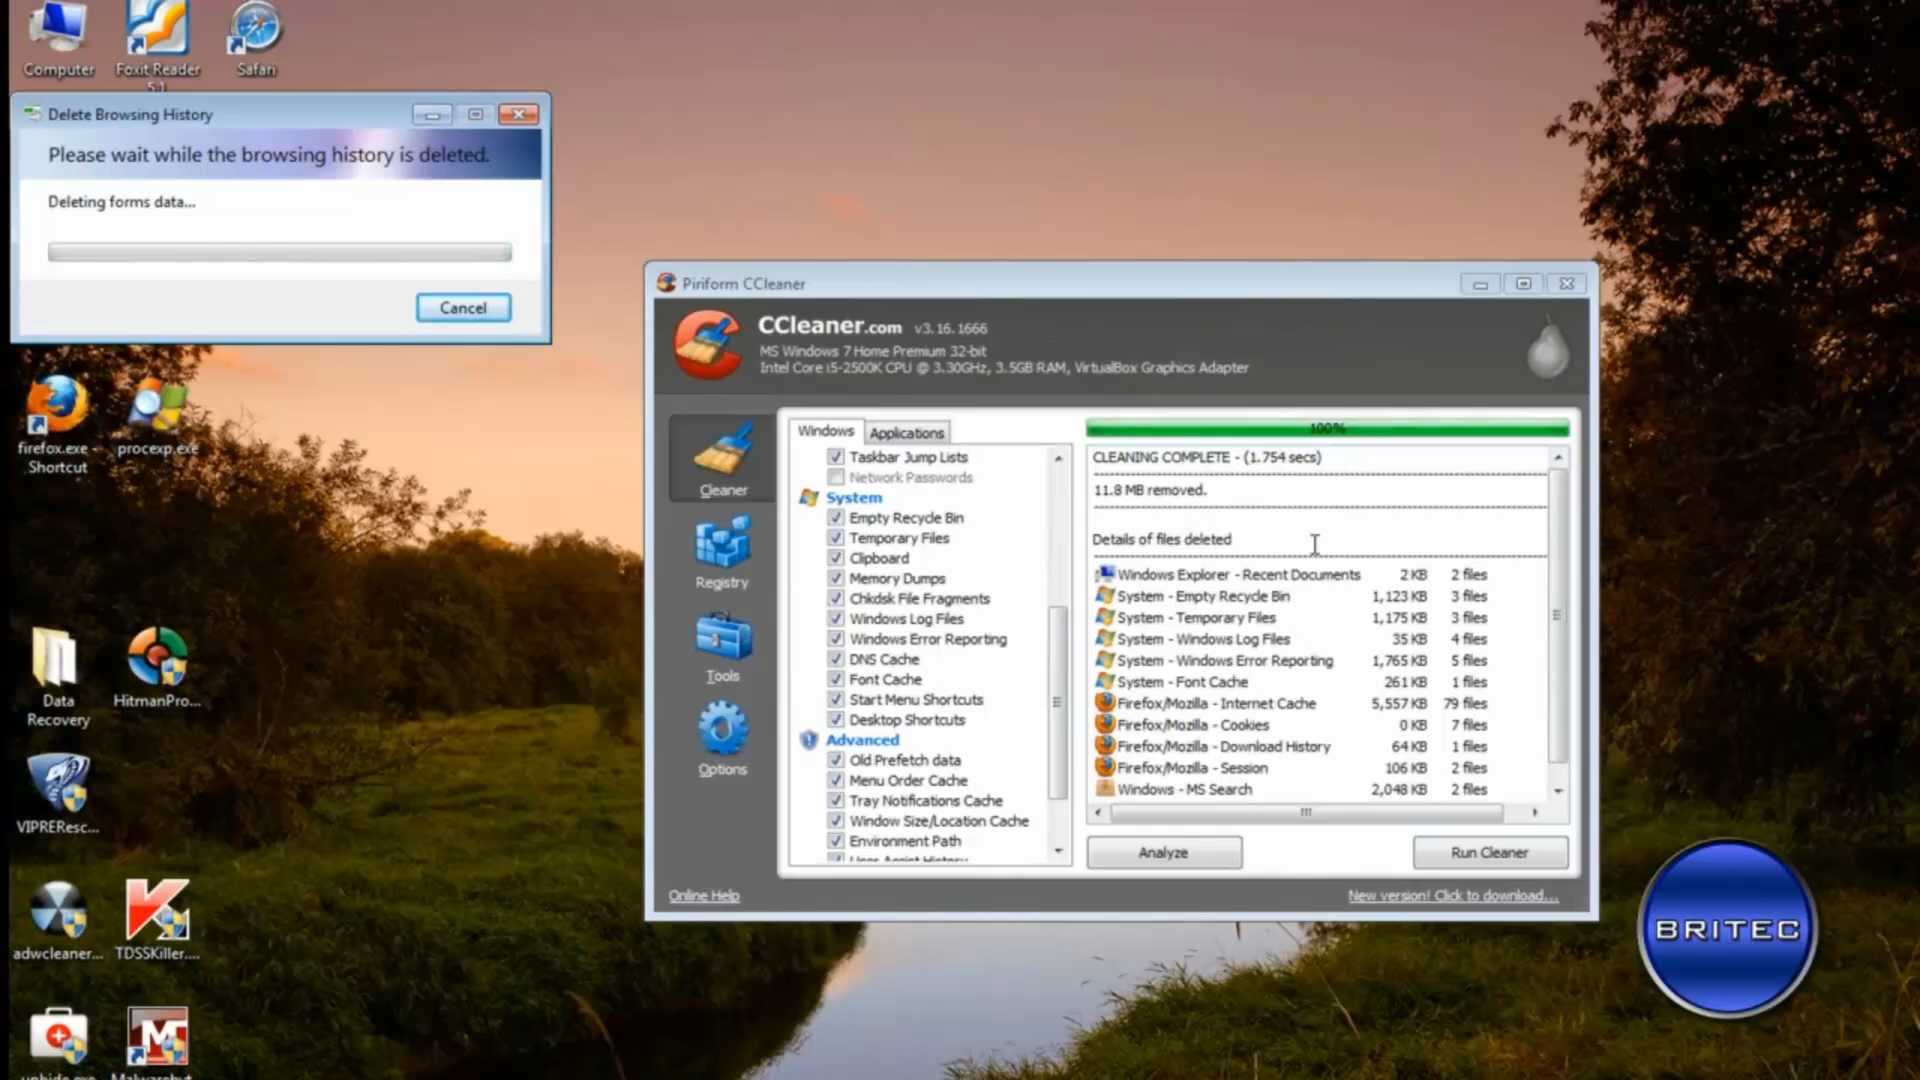 Computer
Foxit Reader
5.1
Safari
Delete Browsing History
Please wait while the browsing history is deleted.
Deleting forms data...
Cancel
firefox.exe -
Shortcut
procexp.exe
Data
Recovery
HitmanPro...
VIPREResc...
adwcleaner...
TDSSKiller....
Piriform CCleaner
CCleaner.com v3.16.1666
MS Windows 7 Home Premium 32-bit
Intel Core i5-2500K CPU @ 3.30GHz, 3.5GB RAM, VirtualBox Graphics Adapter
Cleaner
Registry
Tools
Options
Windows
Applications
Taskbar Jump Lists
Network Passwords
System
Empty Recycle Bin
Temporary Files
Clipboard
Memory Dumps
Chkdsk File Fragments
Windows Log Files
Windows Error Reporting
DNS Cache
Font Cache
Start Menu Shortcuts
Desktop Shortcuts
Advanced
Old Prefetch data
Menu Order Cache
Tray Notifications Cache
Window Size/Location Cache
Environment Path
User Assist History
100%
CLEANING COMPLETE - (1.754 secs)
11.8 MB removed.
Details of files deleted
Windows Explorer - Recent Documents 2 KB 2 files
System - Empty Recycle Bin 1,123 KB 3 files
System - Temporary Files 1,175 KB 3 files
System - Windows Log Files 35 KB 4 files
System - Windows Error Reporting 1,765 KB 5 files
System - Font Cache 261 KB 1 files
Firefox/Mozilla - Internet Cache 5,557 KB 79 files
Firefox/Mozilla - Cookies 0 KB 7 files
Firefox/Mozilla - Download History 64 KB 1 files
Firefox/Mozilla - Session 106 KB 2 files
Windows - MS Search 2,048 KB 2 files
Analyze
Run Cleaner
Online Help
New version! Click to download...
BRITEC